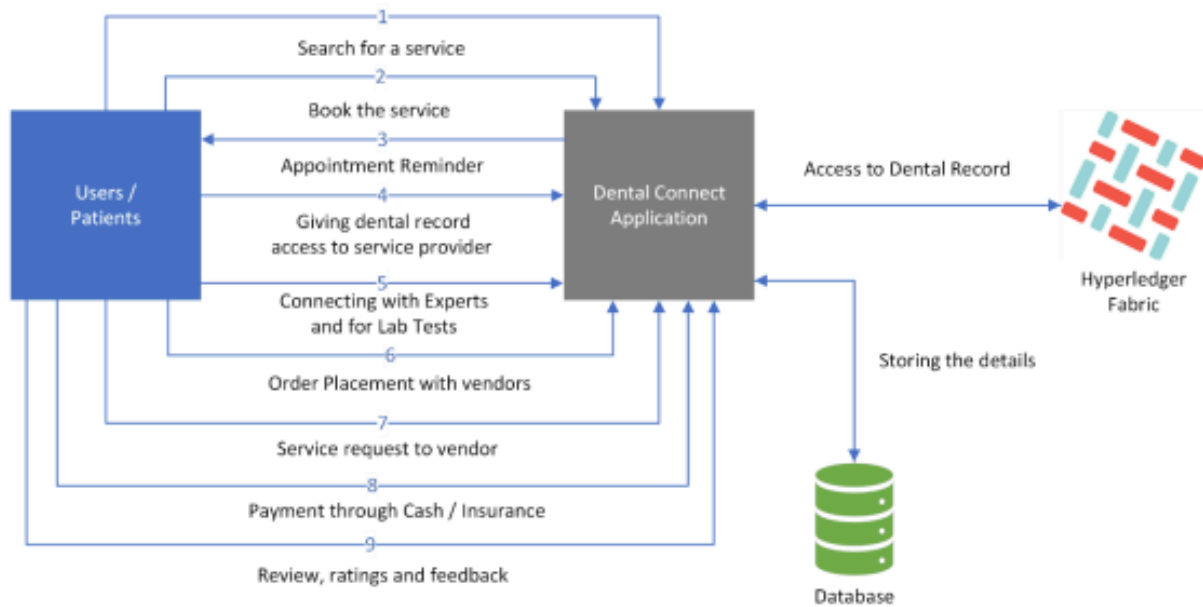 1
Search for a service
2
Book the service
3
Appointment Reminder
4
Giving dental record
access to service provider
5
Connecting with Experts
and for Lab Tests
6
Order Placement with vendors
7
Service request to vendor
8
Payment through Cash / Insurance
9
Review, ratings and feedback
Users /
Patients
Dental Connect
Application
Access to Dental Record
Hyperledger
Fabric
Storing the details
Database